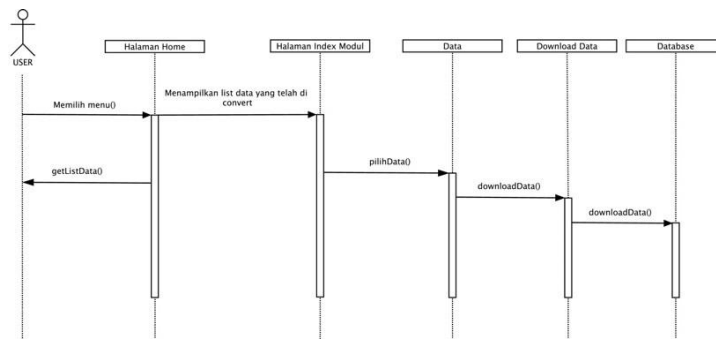 Halaman Home
Halaman Index Modul
Data
Download Data
Database
USER
Memilih menu()
Menampilkan list data yang telah di
convert
pilihData()
getListData()
downloadData()
downloadData()